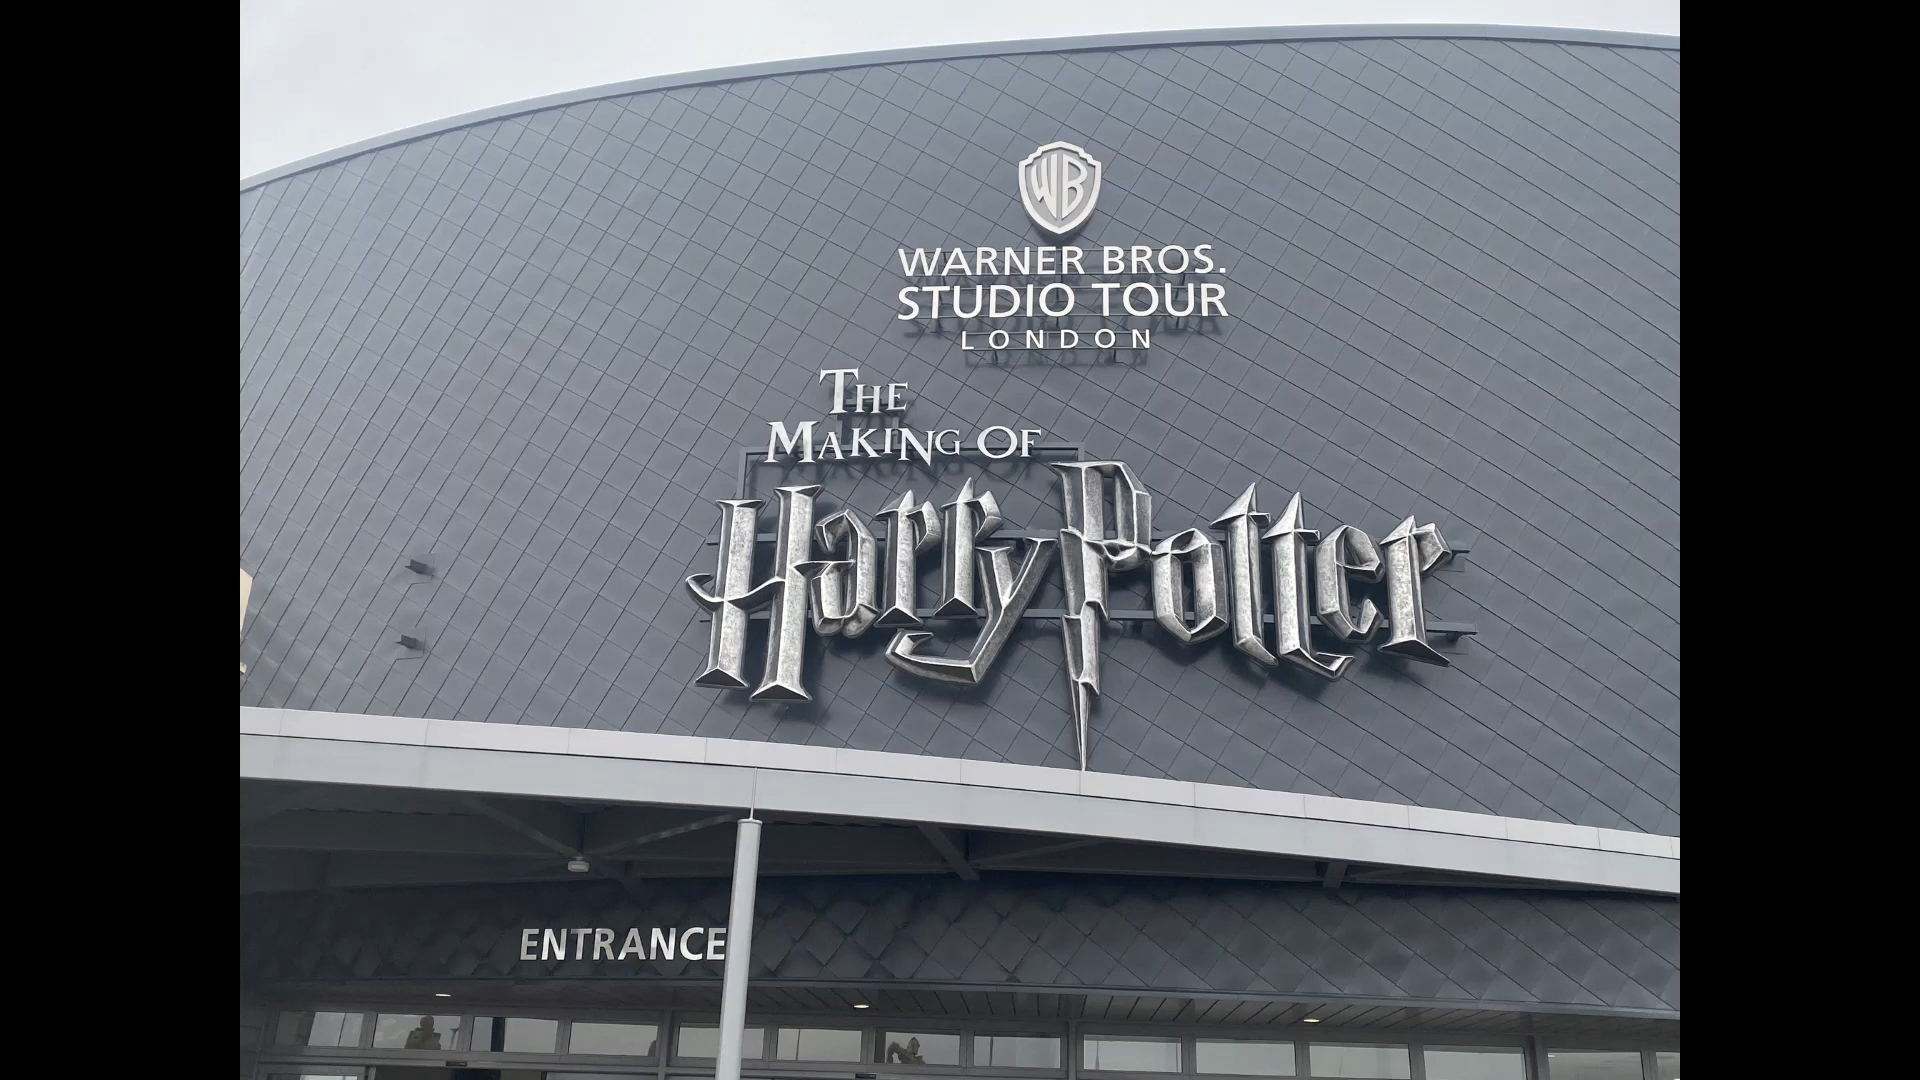 WB
WARNER BROS.
STUDIO TOUR
LONDON
THE
MAKING OF
Harry Potter
ENTRANCE